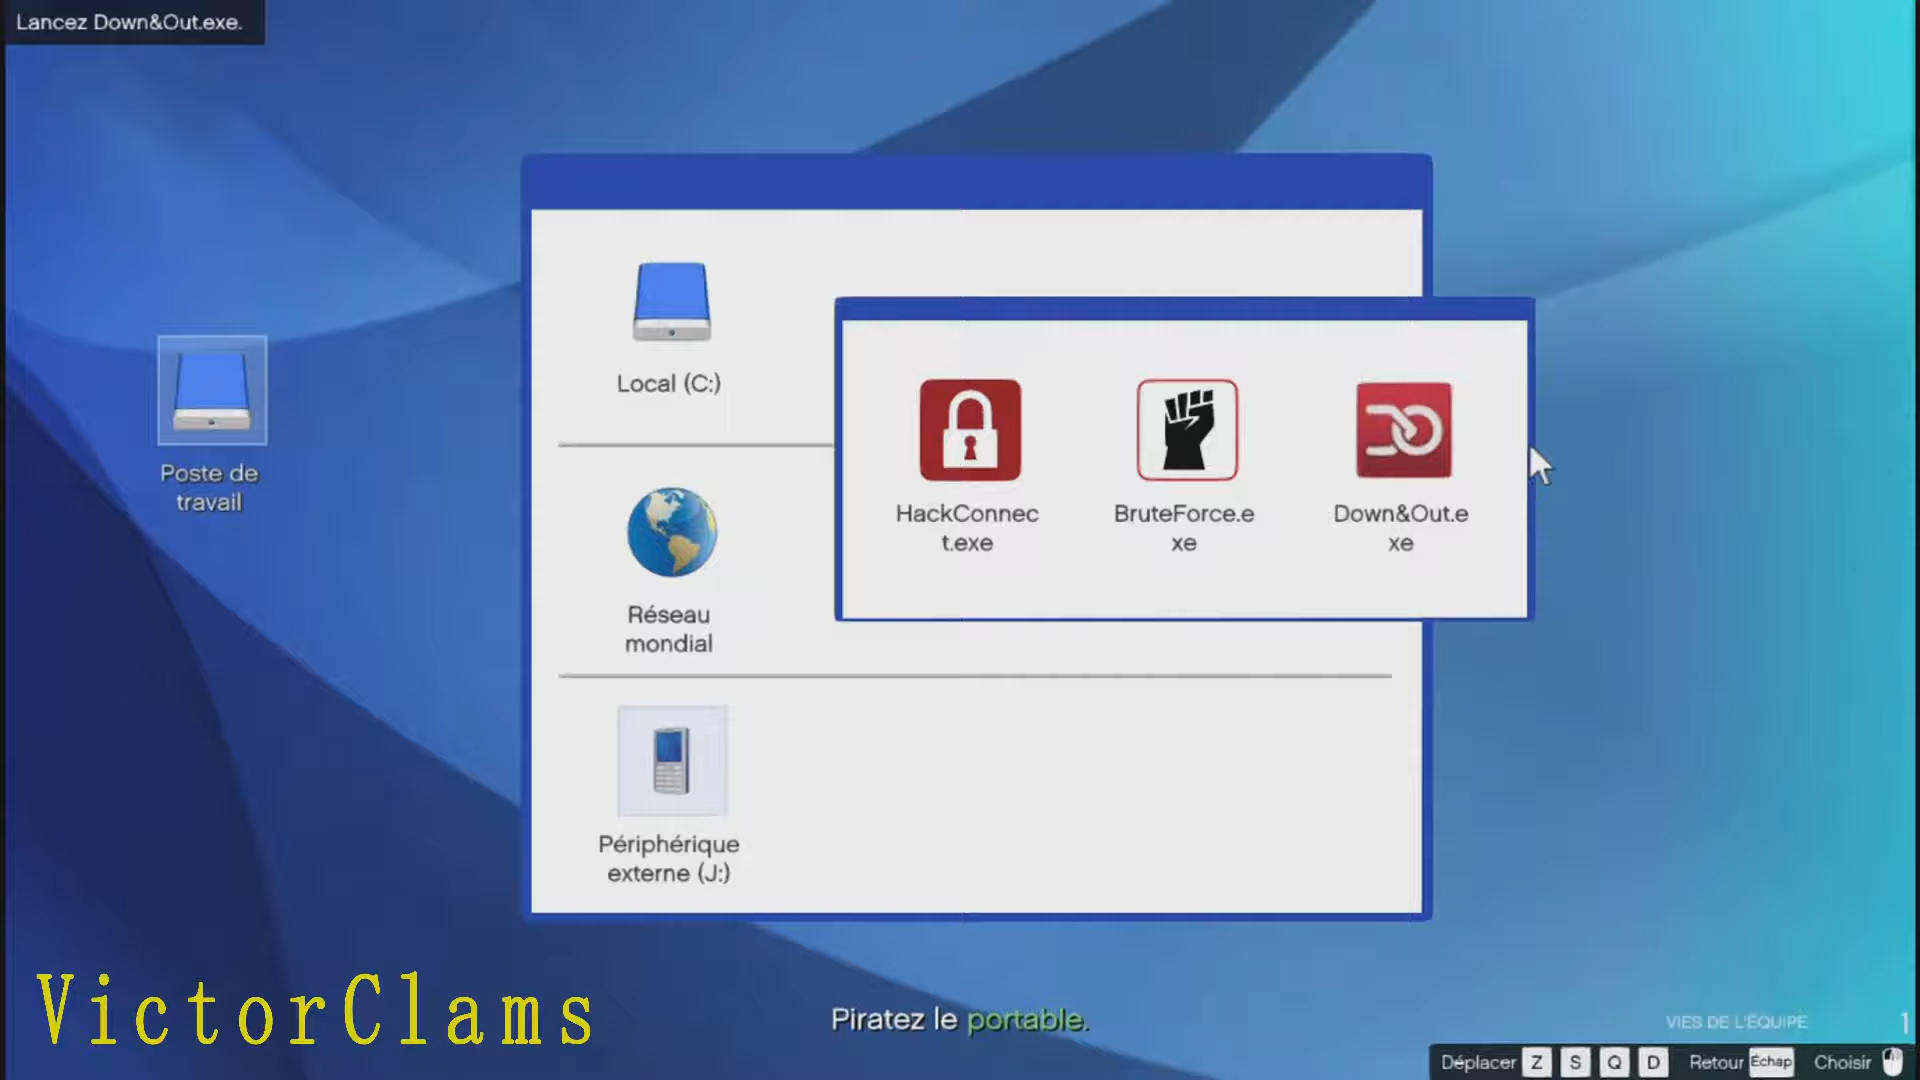 Lancez Down&Out.exe.
Local (C:)
Poste de
travail
HackConnec
t.exe
BruteForce.e
xe
Down&Out.e
xe
Réseau
mondial
Périphérique
externe (J:)
VictorClams
Piratez le portable.
VIES DE L'ÉQUIPE 1
Déplacer Z S Q D Retour Échap Choisir